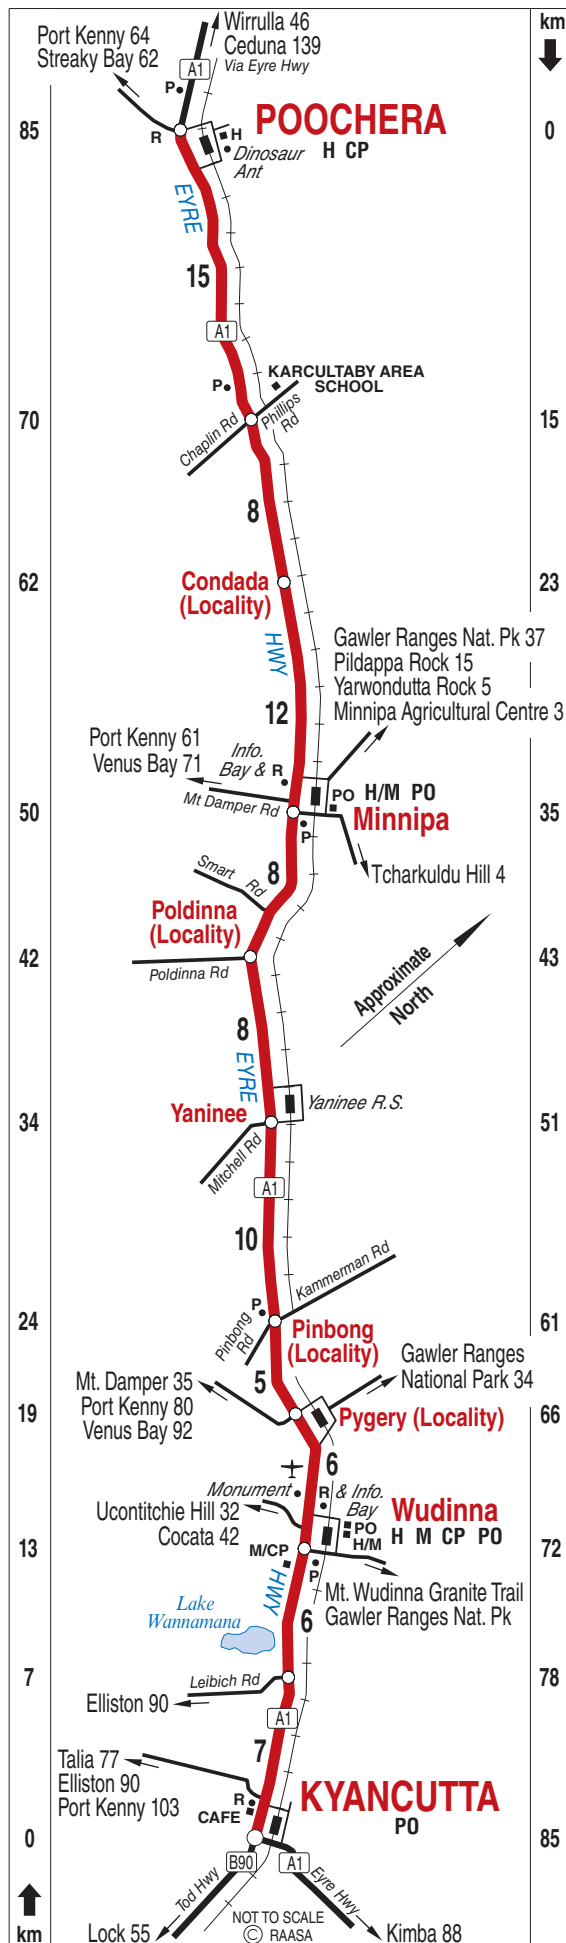 km
Wirrulla 46
Ceduna 139
Via Eyre Hwy
Port Kenny 64
Streaky Bay 62
A1
P
85
R
H
POOCHERA
H CP
0
Dinosaur
Ant
EYRE
15
A1
P
KARCULTABY AREA
SCHOOL
70
Chaplin Rd
Phillips
Rd
15
8
62
Condada
(Locality)
23
HWY
Gawler Ranges Nat. Pk 37
Pildappa Rock 15
Yarwondutta Rock 5
Minnipa Agricultural Centre 3
12
Port Kenny 61
Venus Bay 71
Info.
Bay & R
Mt Damper Rd
PO
H/M PO
50
Minnipa
35
P
8
Tcharkuldu Hill 4
Smart Rd
Poldinna
(Locality)
42
Poldinna Rd
43
Approximate
North
8
EYRE
Yaninee R.S.
34
Yaninee
51
Mitchell Rd
A1
10
Kammerman Rd
P
24
Pinbong
Rd
Pinbong
(Locality)
61
5
Gawler Ranges
National Park 34
Mt. Damper 35
Port Kenny 80
Venus Bay 92
19
Pygery (Locality)
66
6
Monument
R & Info.
Bay
Ucontitchie Hill 32
Cocata 42
Wudinna
H M CP PO
PO
H/M
13
M/CP
P
72
HWY
Mt. Wudinna Granite Trail
Gawler Ranges Nat. Pk
Lake
Wannamana
6
7
Leibich Rd
78
Elliston 90
A1
7
Talia 77
Elliston 90
Port Kenny 103
R
CAFE
KYANCUTTA
PO
0
85
B90
A1
Tod Hwy
Eyre Hwy
NOT TO SCALE
© RAASA
km
Lock 55
Kimba 88